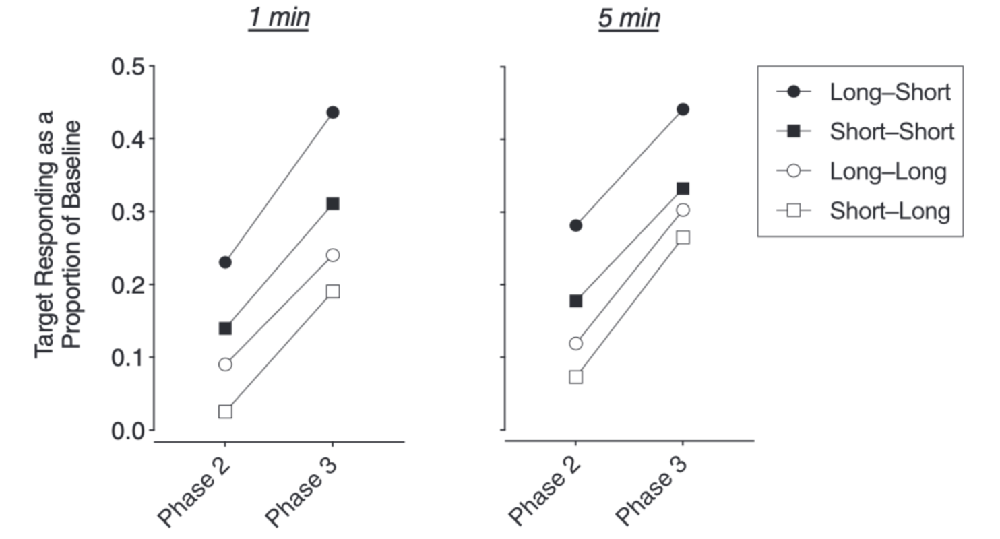 1 min
5 min
Target Responding as a
Proportion of Baseline
0.5
0.4
0.3
0.2
0.1
0.0
Phase 2
Phase 3
Phase 2
Phase 3
Long–Short
Short–Short
Long–Long
Short–Long